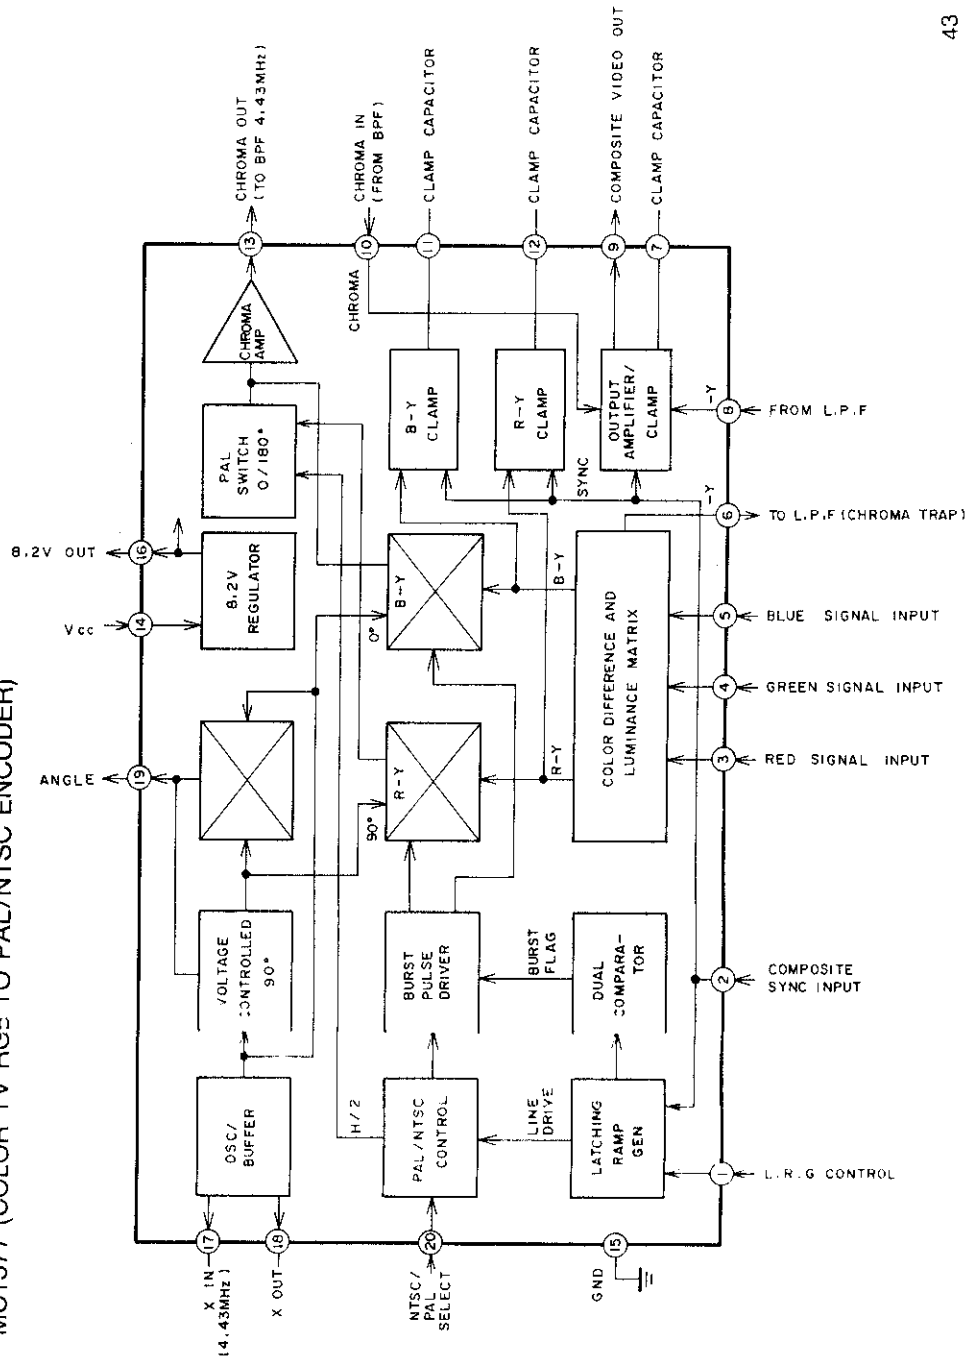 MC1377 (COLOR TV RGB TO PAL/NTSC ENCODER)
X IN
(4.43MHz)
17
X OUT
18
OSC/
BUFFER
VOLTAGE
CONTROLLED
90°
ANGLE
19
Vcc
14
8.2V OUT
16
8.2V
REGULATOR
PAL
SWITCH
0/180°
CHROMA
AMP
13
CHROMA OUT
(TO BPF 4.43MHz)
H/2
NTSC/
PAL
SELECT
20
PAL/NTSC
CONTROL
BURST
PULSE
DRIVER
90°
R-Y
0°
B-Y
CHROMA
10
CHROMA IN
(FROM BPF)
B-Y
CLAMP
11
CLAMP CAPACITOR
R-Y
CLAMP
12
CLAMP CAPACITOR
LINE
DRIVE
BURST
FLAG
R-Y
B-Y
SYNC
GND
15
LATCHING
RAMP
GEN
DUAL
COMPARA-
TOR
COLOR DIFFERENCE AND
LUMINANCE MATRIX
OUTPUT
AMPLIFIER/
CLAMP
9
COMPOSITE VIDEO OUT
7
CLAMP CAPACITOR
-Y
-Y
1
L.R.G CONTROL
2
COMPOSITE
SYNC INPUT
3
RED SIGNAL INPUT
4
GREEN SIGNAL INPUT
5
BLUE SIGNAL INPUT
6
TO L.P.F(CHROMA TRAP)
8
FROM L.P.F
43